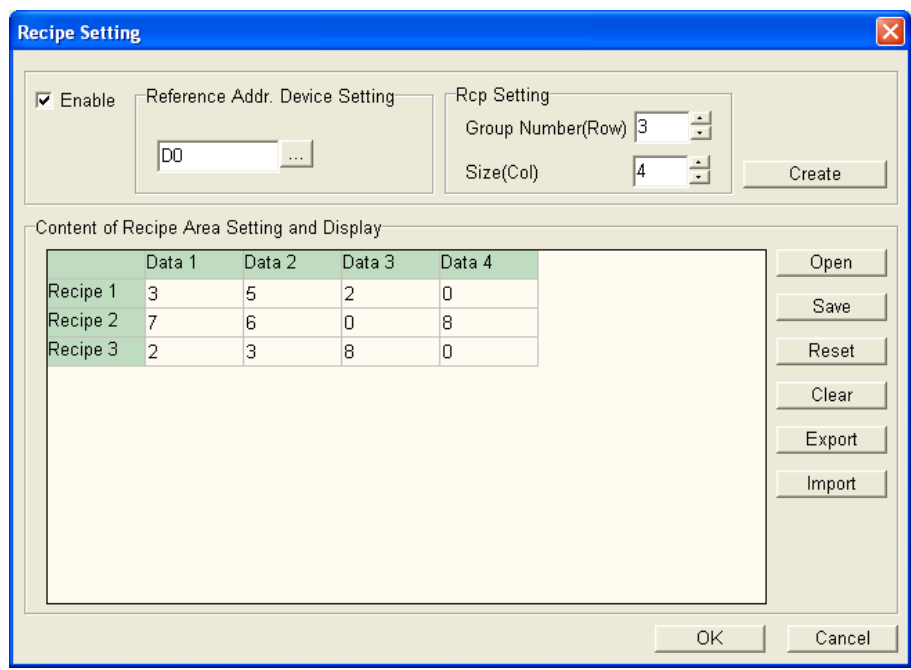 Recipe Setting
Enable
Reference Addr. Device Setting
D0
...
Rcp Setting
Group Number(Row) 3
Size(Col) 4
Create
Content of Recipe Area Setting and Display
Data 1 Data 2 Data 3 Data 4
Recipe 1 3 5 2 0
Recipe 2 7 6 0 8
Recipe 3 2 3 8 0
Open
Save
Reset
Clear
Export
Import
OK Cancel